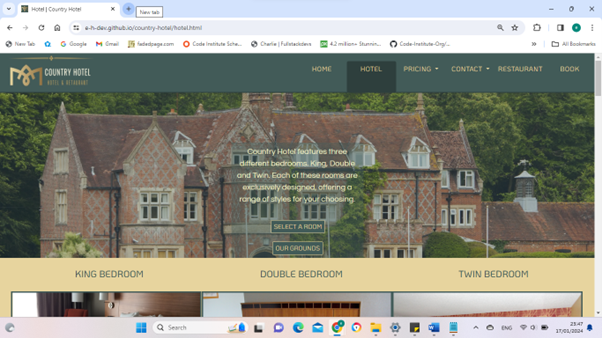 Hotel | Country Hotel
New tab
e-h-dev.github.io/country-hotel/hotel.html
New Tab
Google
Gmail
fadedpage.com
Code Institute Sche...
Charlie | Fullstackdevs
4.2 million+ Stunnin...
Code-Institute-Org/...
All Bookmarks
COUNTRY HOTEL
HOTEL & RESTAURANT
HOME
HOTEL
PRICING
CONTACT
RESTAURANT
BOOK
Country Hotel features three
different bedrooms. King, Double
and Twin. Each of these rooms are
exclusively designed, offering a
range of styles for your choosing
SELECT A ROOM
OUR GROUNDS
KING BEDROOM
DOUBLE BEDROOM
TWIN BEDROOM
Search
ENG
23:47
17/01/2024